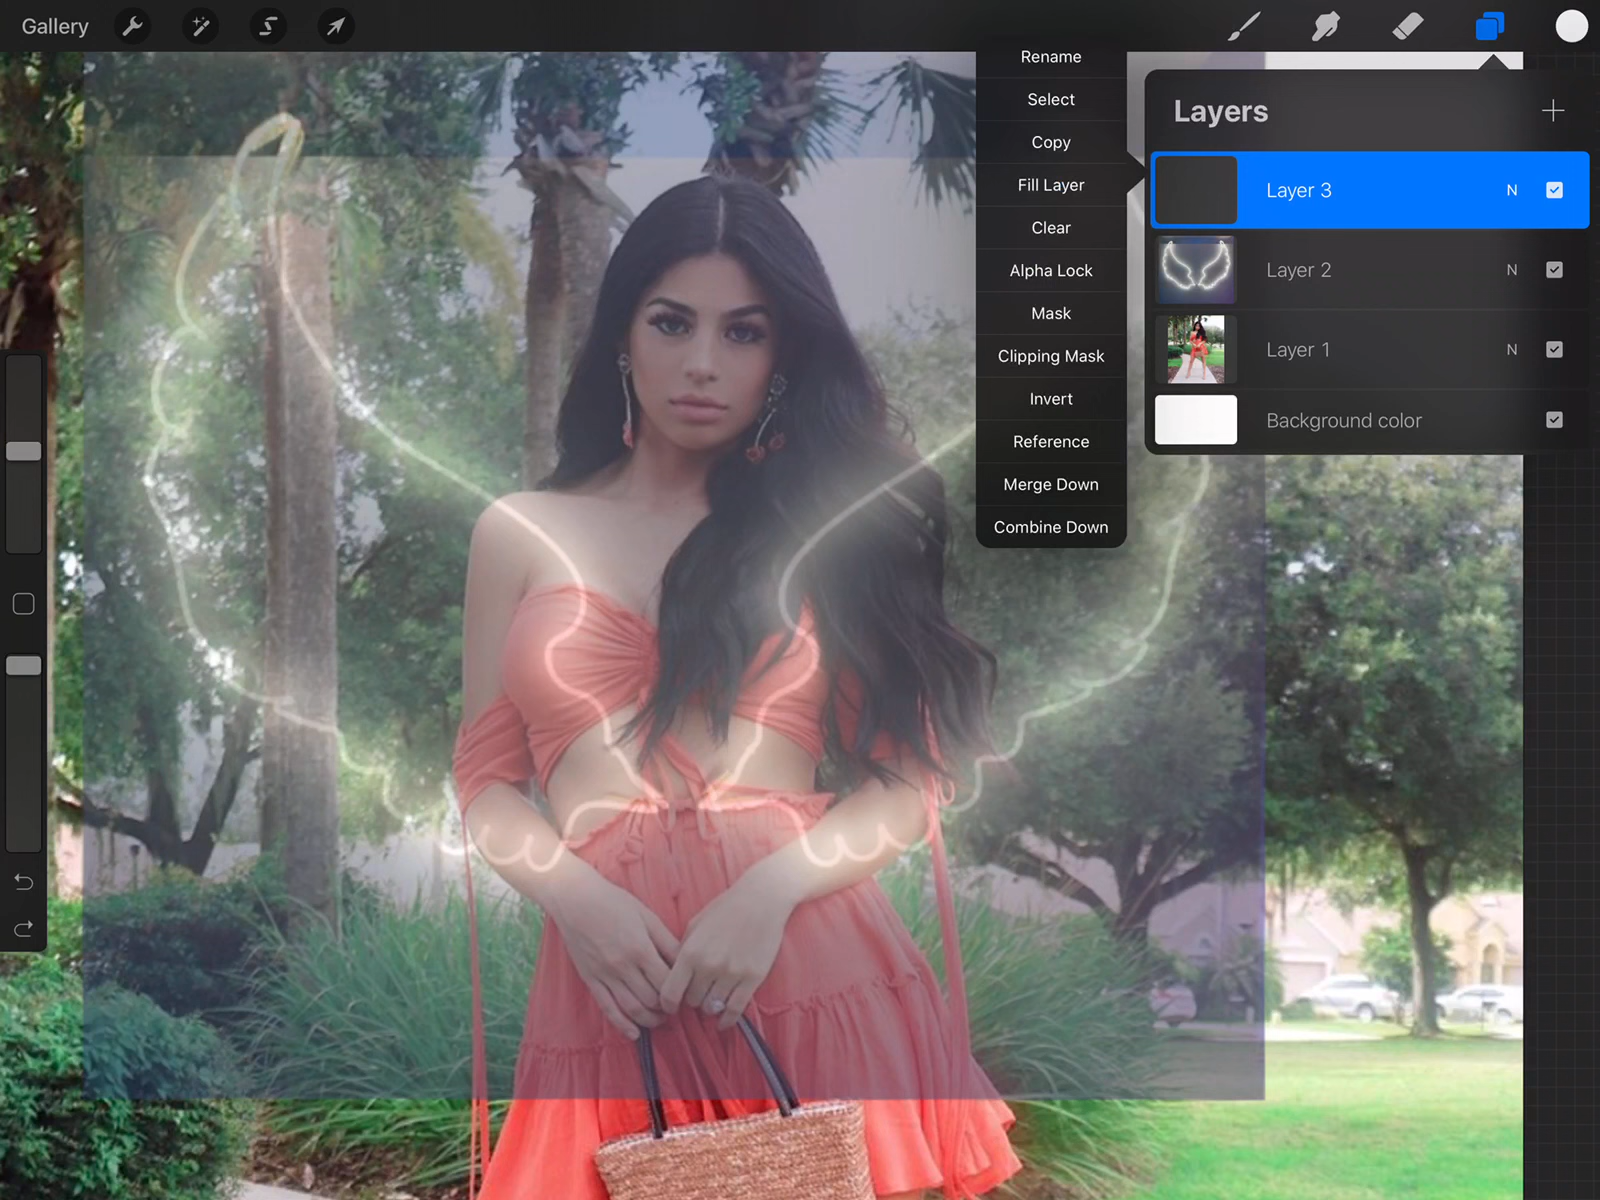 Gallery
Rename
Select
Copy
Fill Layer
Clear
Alpha Lock
Mask
Clipping Mask
Invert
Reference
Merge Down
Combine Down
Layers
Layer 3 N
Layer 2 N
Layer 1 N
Background color